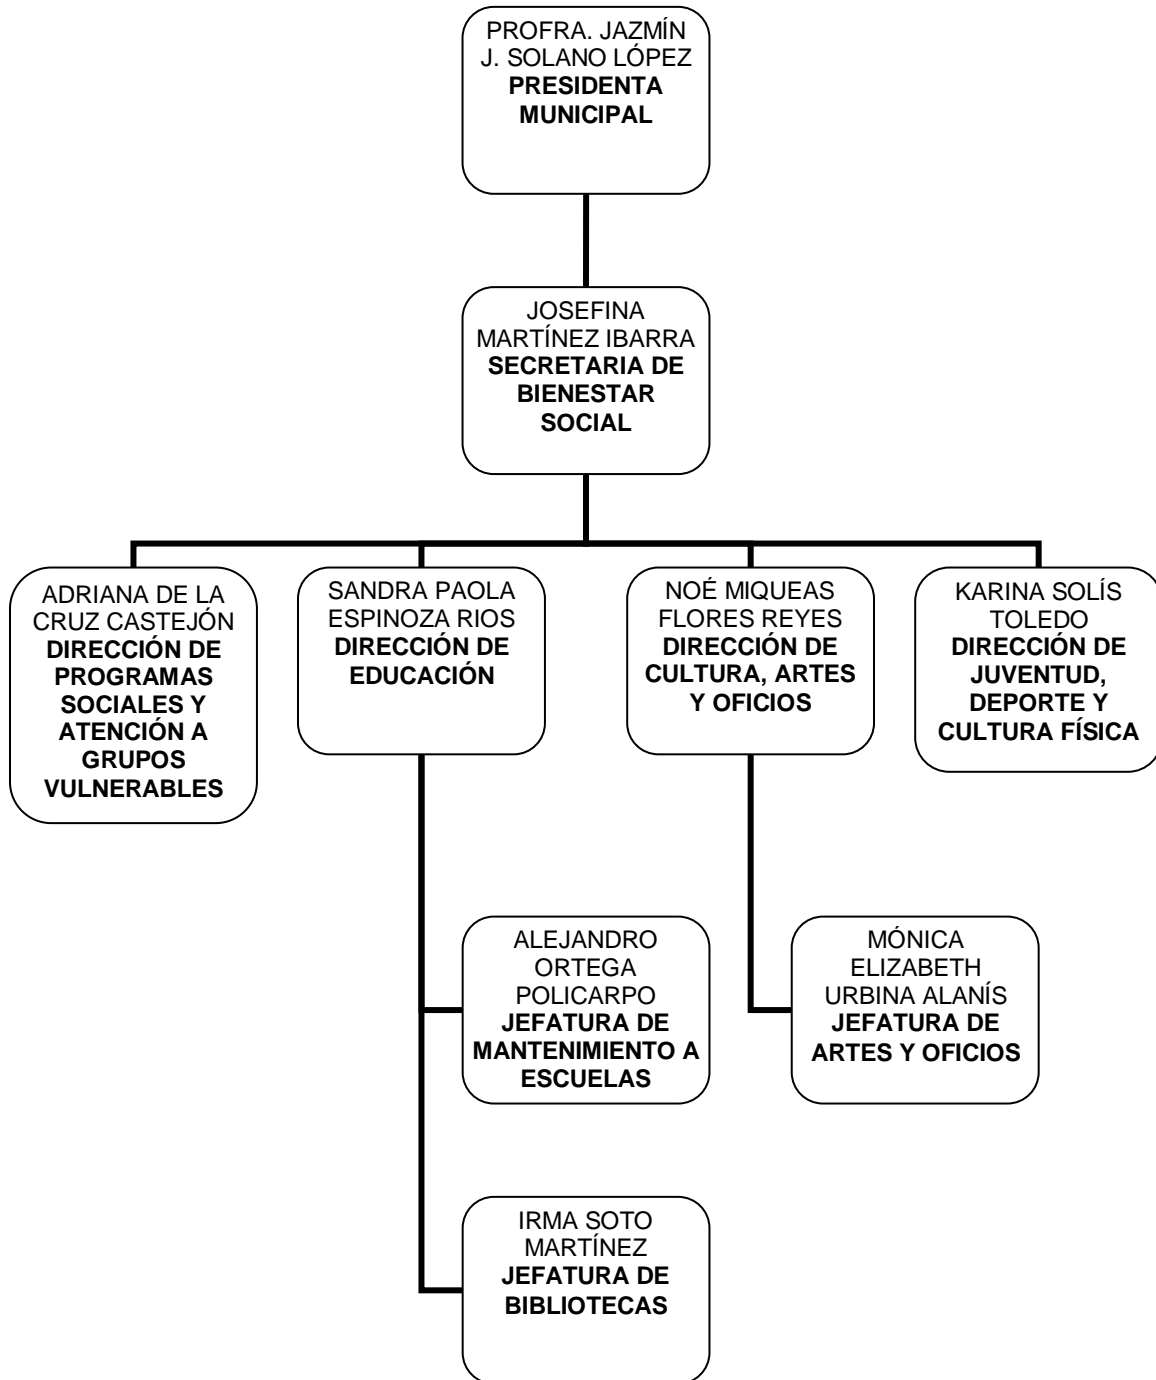 PROFRA. JAZMÍN
J. SOLANO LÓPEZ
PRESIDENTA
MUNICIPAL
JOSEFINA
MARTÍNEZ IBARRA
SECRETARIA DE
BIENESTAR
SOCIAL
ADRIANA DE LA
CRUZ CASTEJÓN
DIRECCIÓN DE
PROGRAMAS
SOCIALES Y
ATENCIÓN A
GRUPOS
VULNERABLES
SANDRA PAOLA
ESPINOZA RIOS
DIRECCIÓN DE
EDUCACIÓN
NOÉ MIQUEAS
FLORES REYES
DIRECCIÓN DE
CULTURA, ARTES
Y OFICIOS
KARINA SOLÍS
TOLEDO
DIRECCIÓN DE
JUVENTUD,
DEPORTE Y
CULTURA FÍSICA
ALEJANDRO
ORTEGA
POLICARPO
JEFATURA DE
MANTENIMIENTO A
ESCUELAS
MÓNICA
ELIZABETH
URBINA ALANÍS
JEFATURA DE
ARTES Y OFICIOS
IRMA SOTO
MARTÍNEZ
JEFATURA DE
BIBLIOTECAS